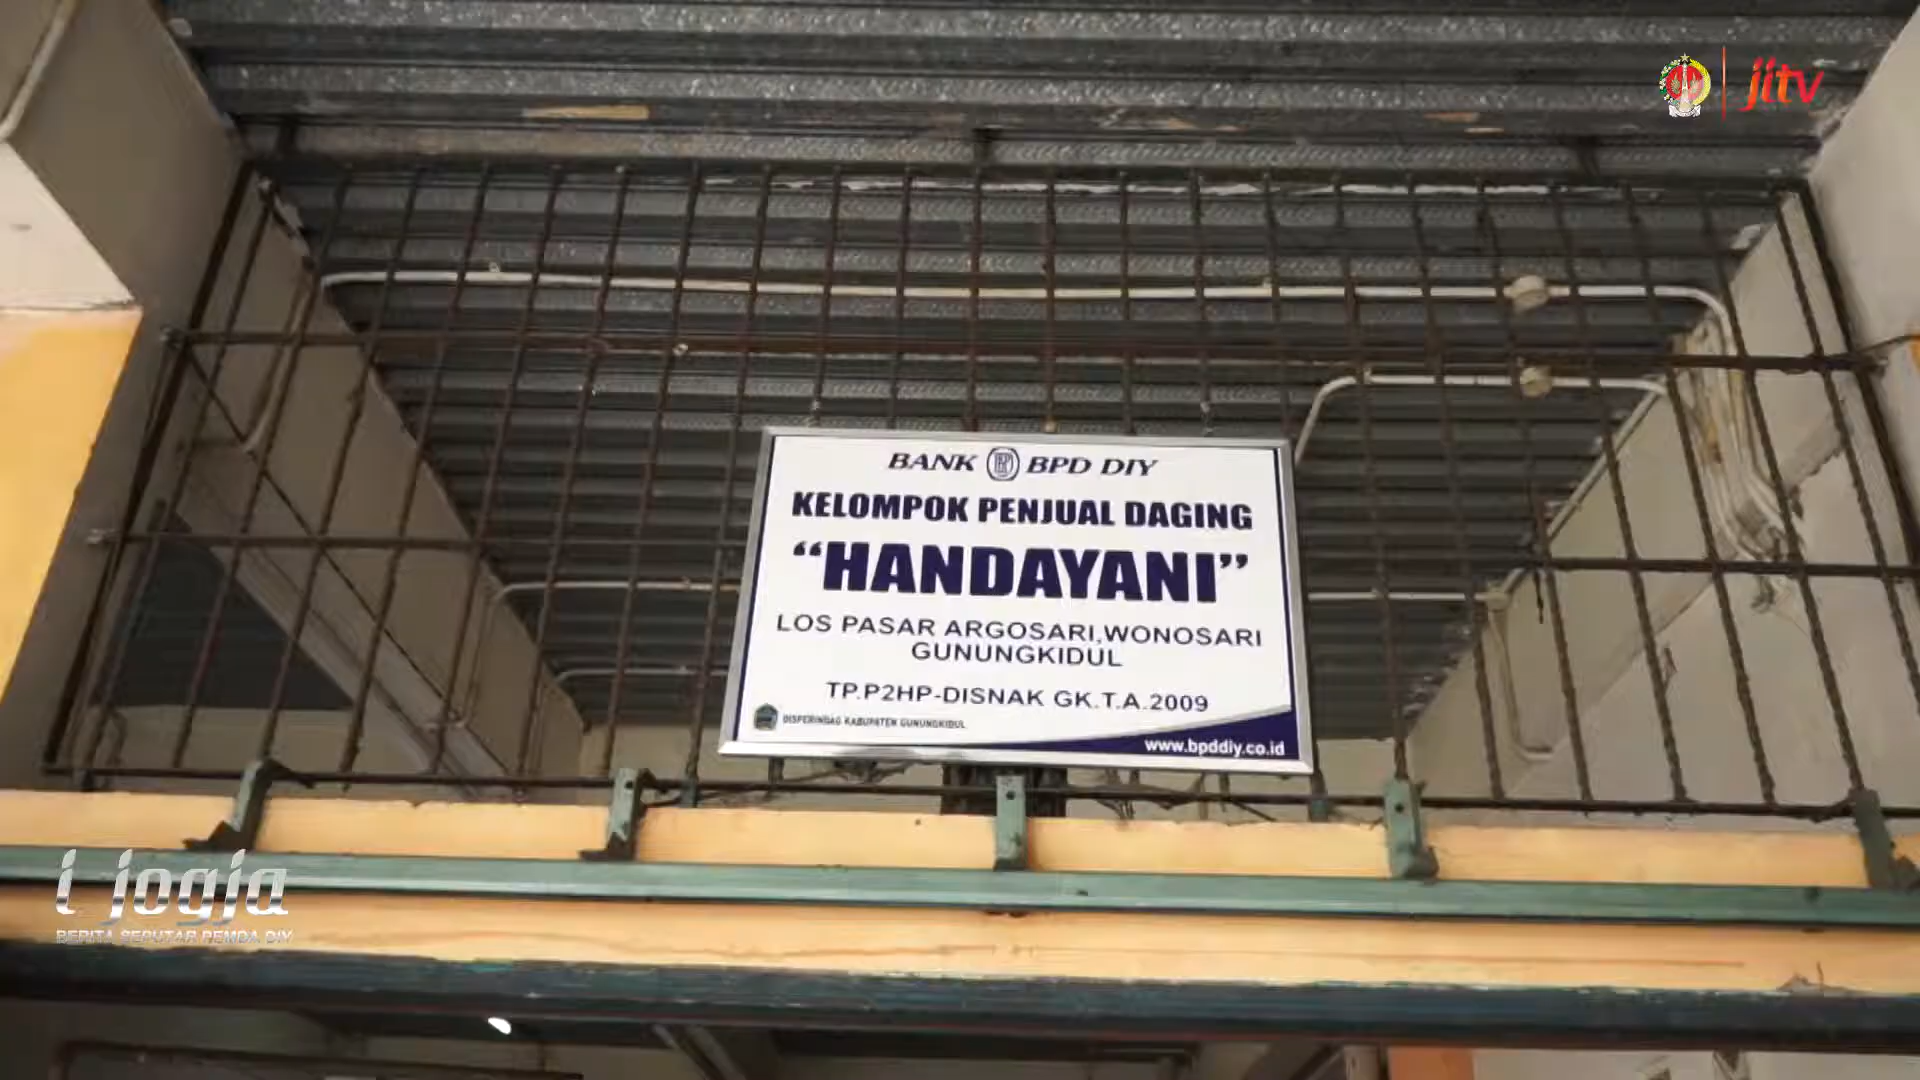 jitv
BANK BPD DIY
KELOMPOK PENJUAL DAGING
“HANDAYANI”
LOS PASAR ARGOSARI,WONOSARI
GUNUNGKIDUL
TP.P2HP-DISNAK GK.T.A.2009
DISPERINDAG KABUPATEN GUNUNGKIDUL
www.bpddiy.co.id
i jogja
BERITA SEPUTAR PEMDA DIY